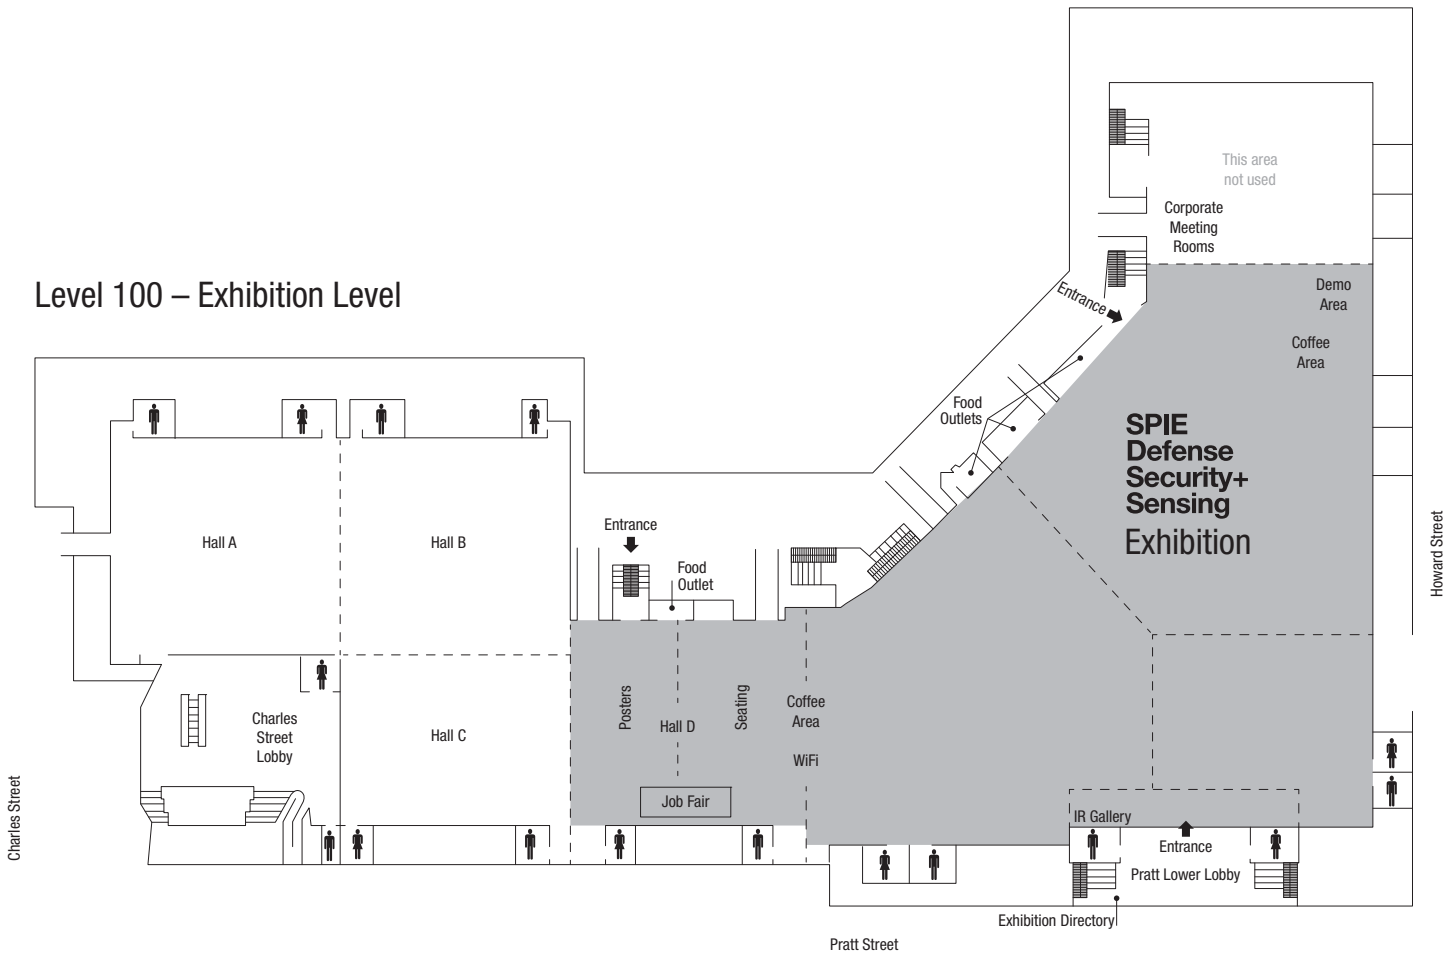 This area
not used
Corporate
Meeting
Rooms
Level 100 – Exhibition Level
Entrance
Demo
Area
Coffee
Area
Food
Outlets
SPIE
Defense
Security+
Sensing
Exhibition
Howard Street
Hall A
Hall B
Entrance
Food
Outlet
Charles
Street
Lobby
Hall C
Posters
Hall D
Seating
Coffee
Area
WiFi
Job Fair
Charles Street
IR Gallery
Entrance
Pratt Lower Lobby
Exhibition Directory
Pratt Street